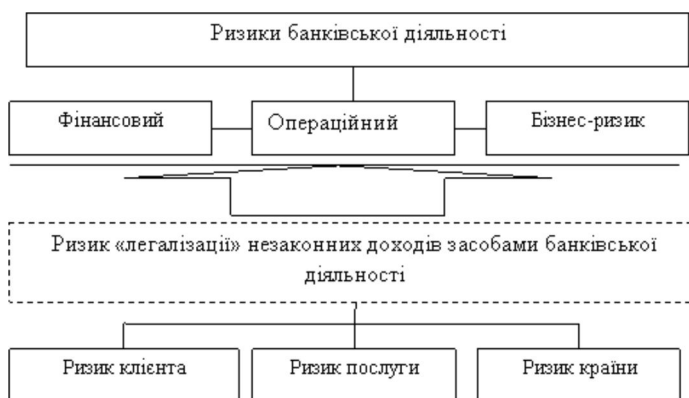 Ризики банківської діяльності
Фінансовий
Операційний
Бізнес-ризик
Ризик «легалізації» незаконних доходів засобами банківської
діяльності
Ризик клієнта
Ризик послуги
Ризик країни